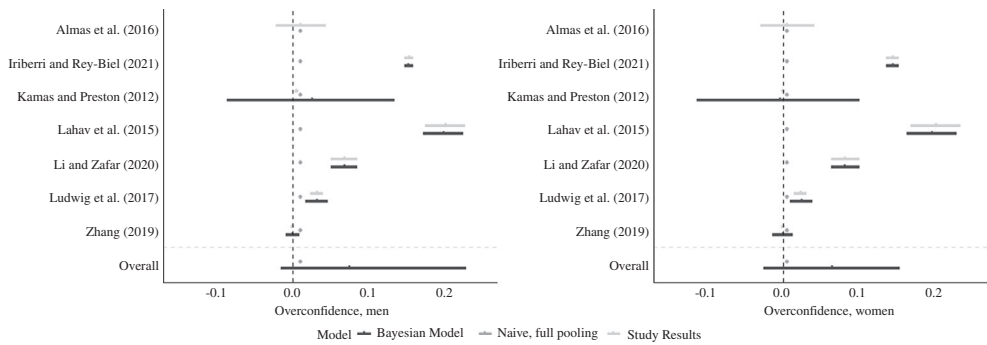 Almas et al. (2016)
Iriberri and Rey-Biel (2021)
Kamas and Preston (2012)
Lahav et al. (2015)
Li and Zafar (2020)
Ludwig et al. (2017)
Zhang (2019)
Overall
-0.1 0.0 0.1 0.2
Overconfidence, men
Almas et al. (2016)
Iriberri and Rey-Biel (2021)
Kamas and Preston (2012)
Lahav et al. (2015)
Li and Zafar (2020)
Ludwig et al. (2017)
Zhang (2019)
Overall
-0.1 0.0 0.1 0.2
Overconfidence, women
Model Bayesian Model Naive, full pooling Study Results